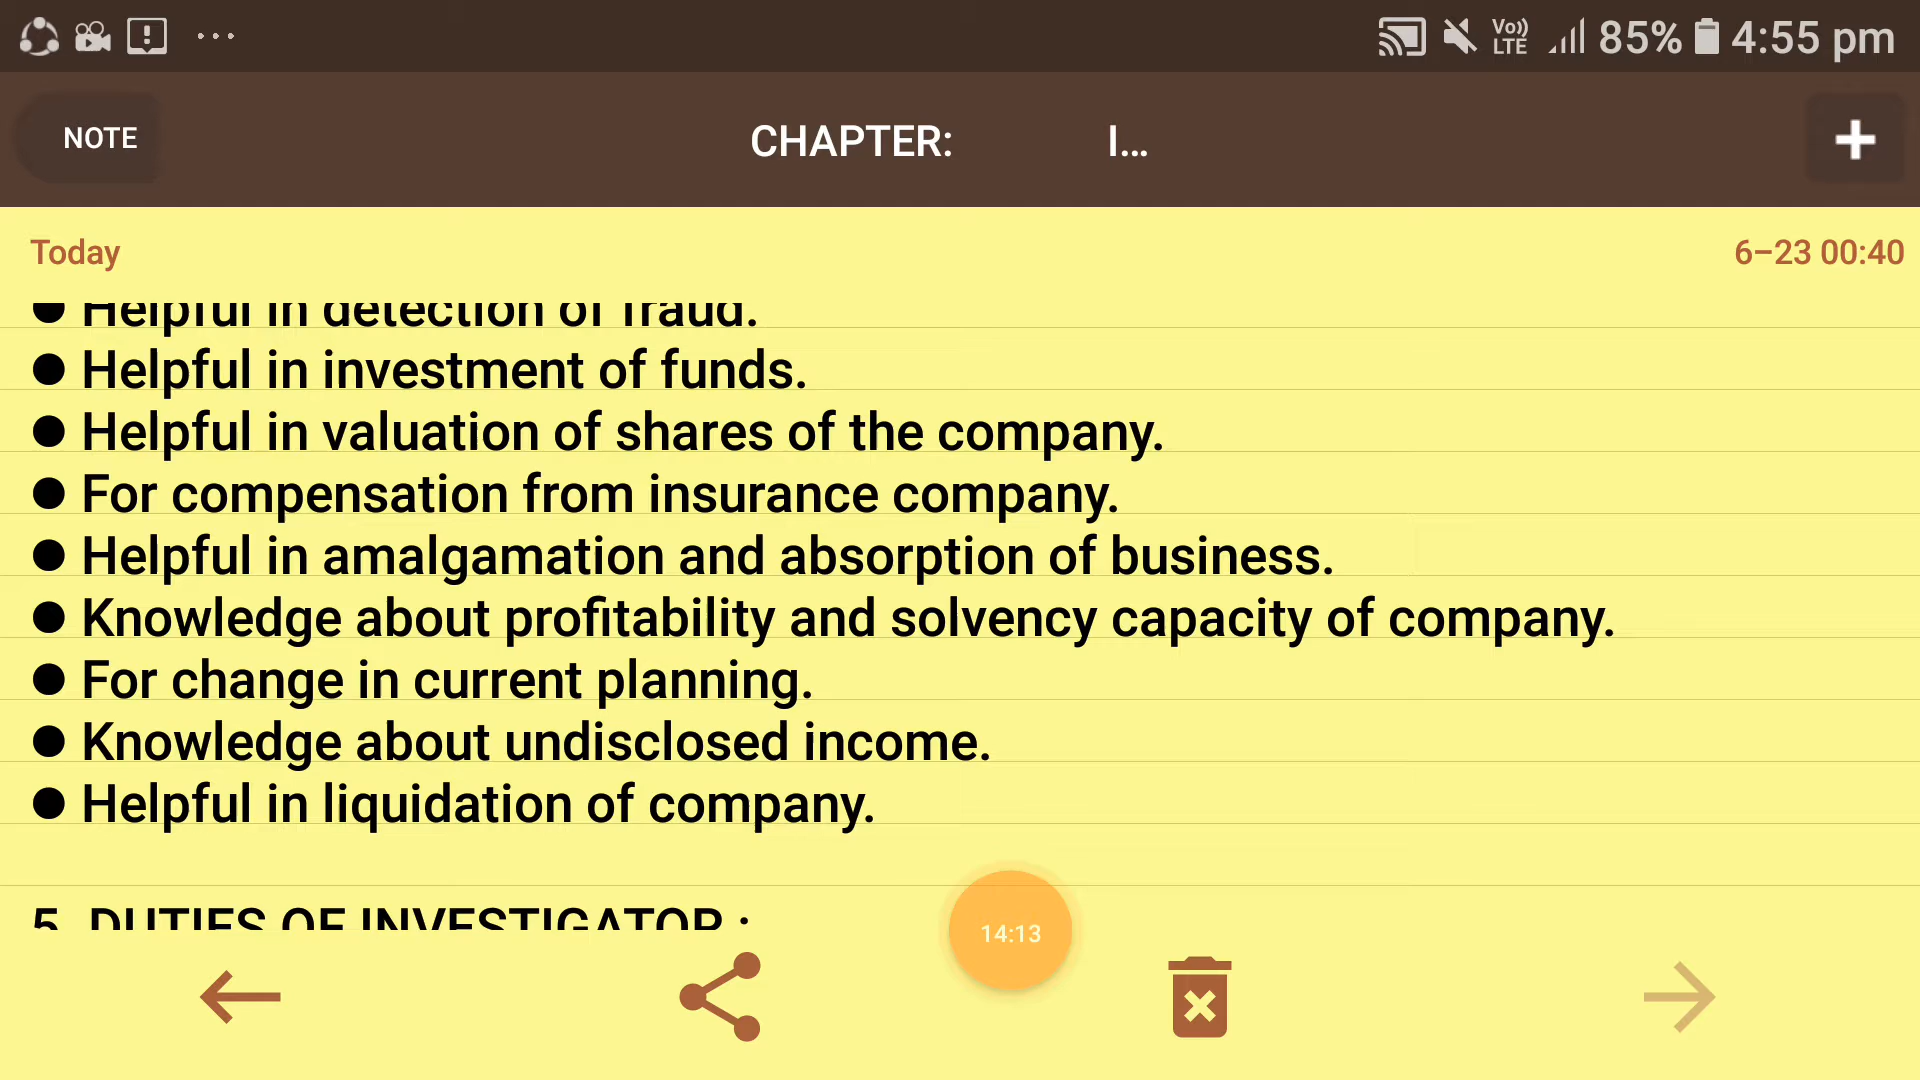 Vo)) LTE 85% 4:55 pm
NOTE
CHAPTER: I...
Today
6–23 00:40
● Helpful in detection of fraud.
● Helpful in investment of funds.
● Helpful in valuation of shares of the company.
● For compensation from insurance company.
● Helpful in amalgamation and absorption of business.
● Knowledge about profitability and solvency capacity of company.
● For change in current planning.
● Knowledge about undisclosed income.
● Helpful in liquidation of company.
5. DUTIES OF INVESTIGATOR :
14:13